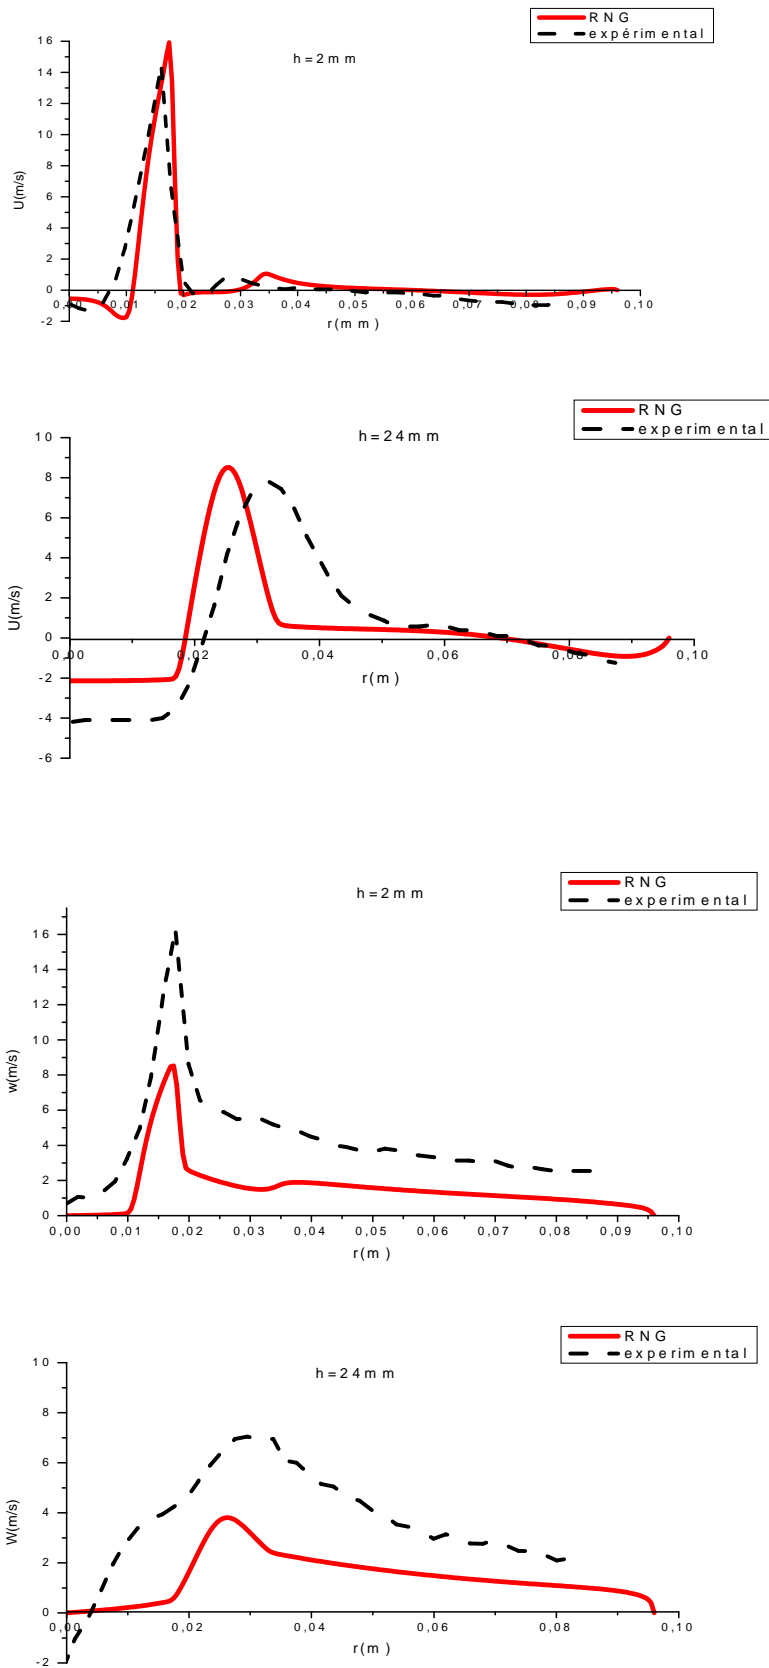 RNG
expérimental
h=2mm
16
14
12
10
8
6
4
2
0
-2
U(m/s)
0,00 0,01 0,02 0,03 0,04 0,05 0,06 0,07 0,08 0,09 0,10
r(mm)
RNG
experimental
h=24mm
10
8
6
4
2
0
-2
-4
-6
U(m/s)
0,00 0,02 0,04 0,06 0,08 0,10
r(m)
RNG
experimental
h=2mm
16
14
12
10
8
6
4
2
0
w(m/s)
0,00 0,01 0,02 0,03 0,04 0,05 0,06 0,07 0,08 0,09 0,10
r(m)
RNG
experimental
h=24mm
10
8
6
4
2
0
-2
W(m/s)
0,00 0,02 0,04 0,06 0,08 0,10
r(m)